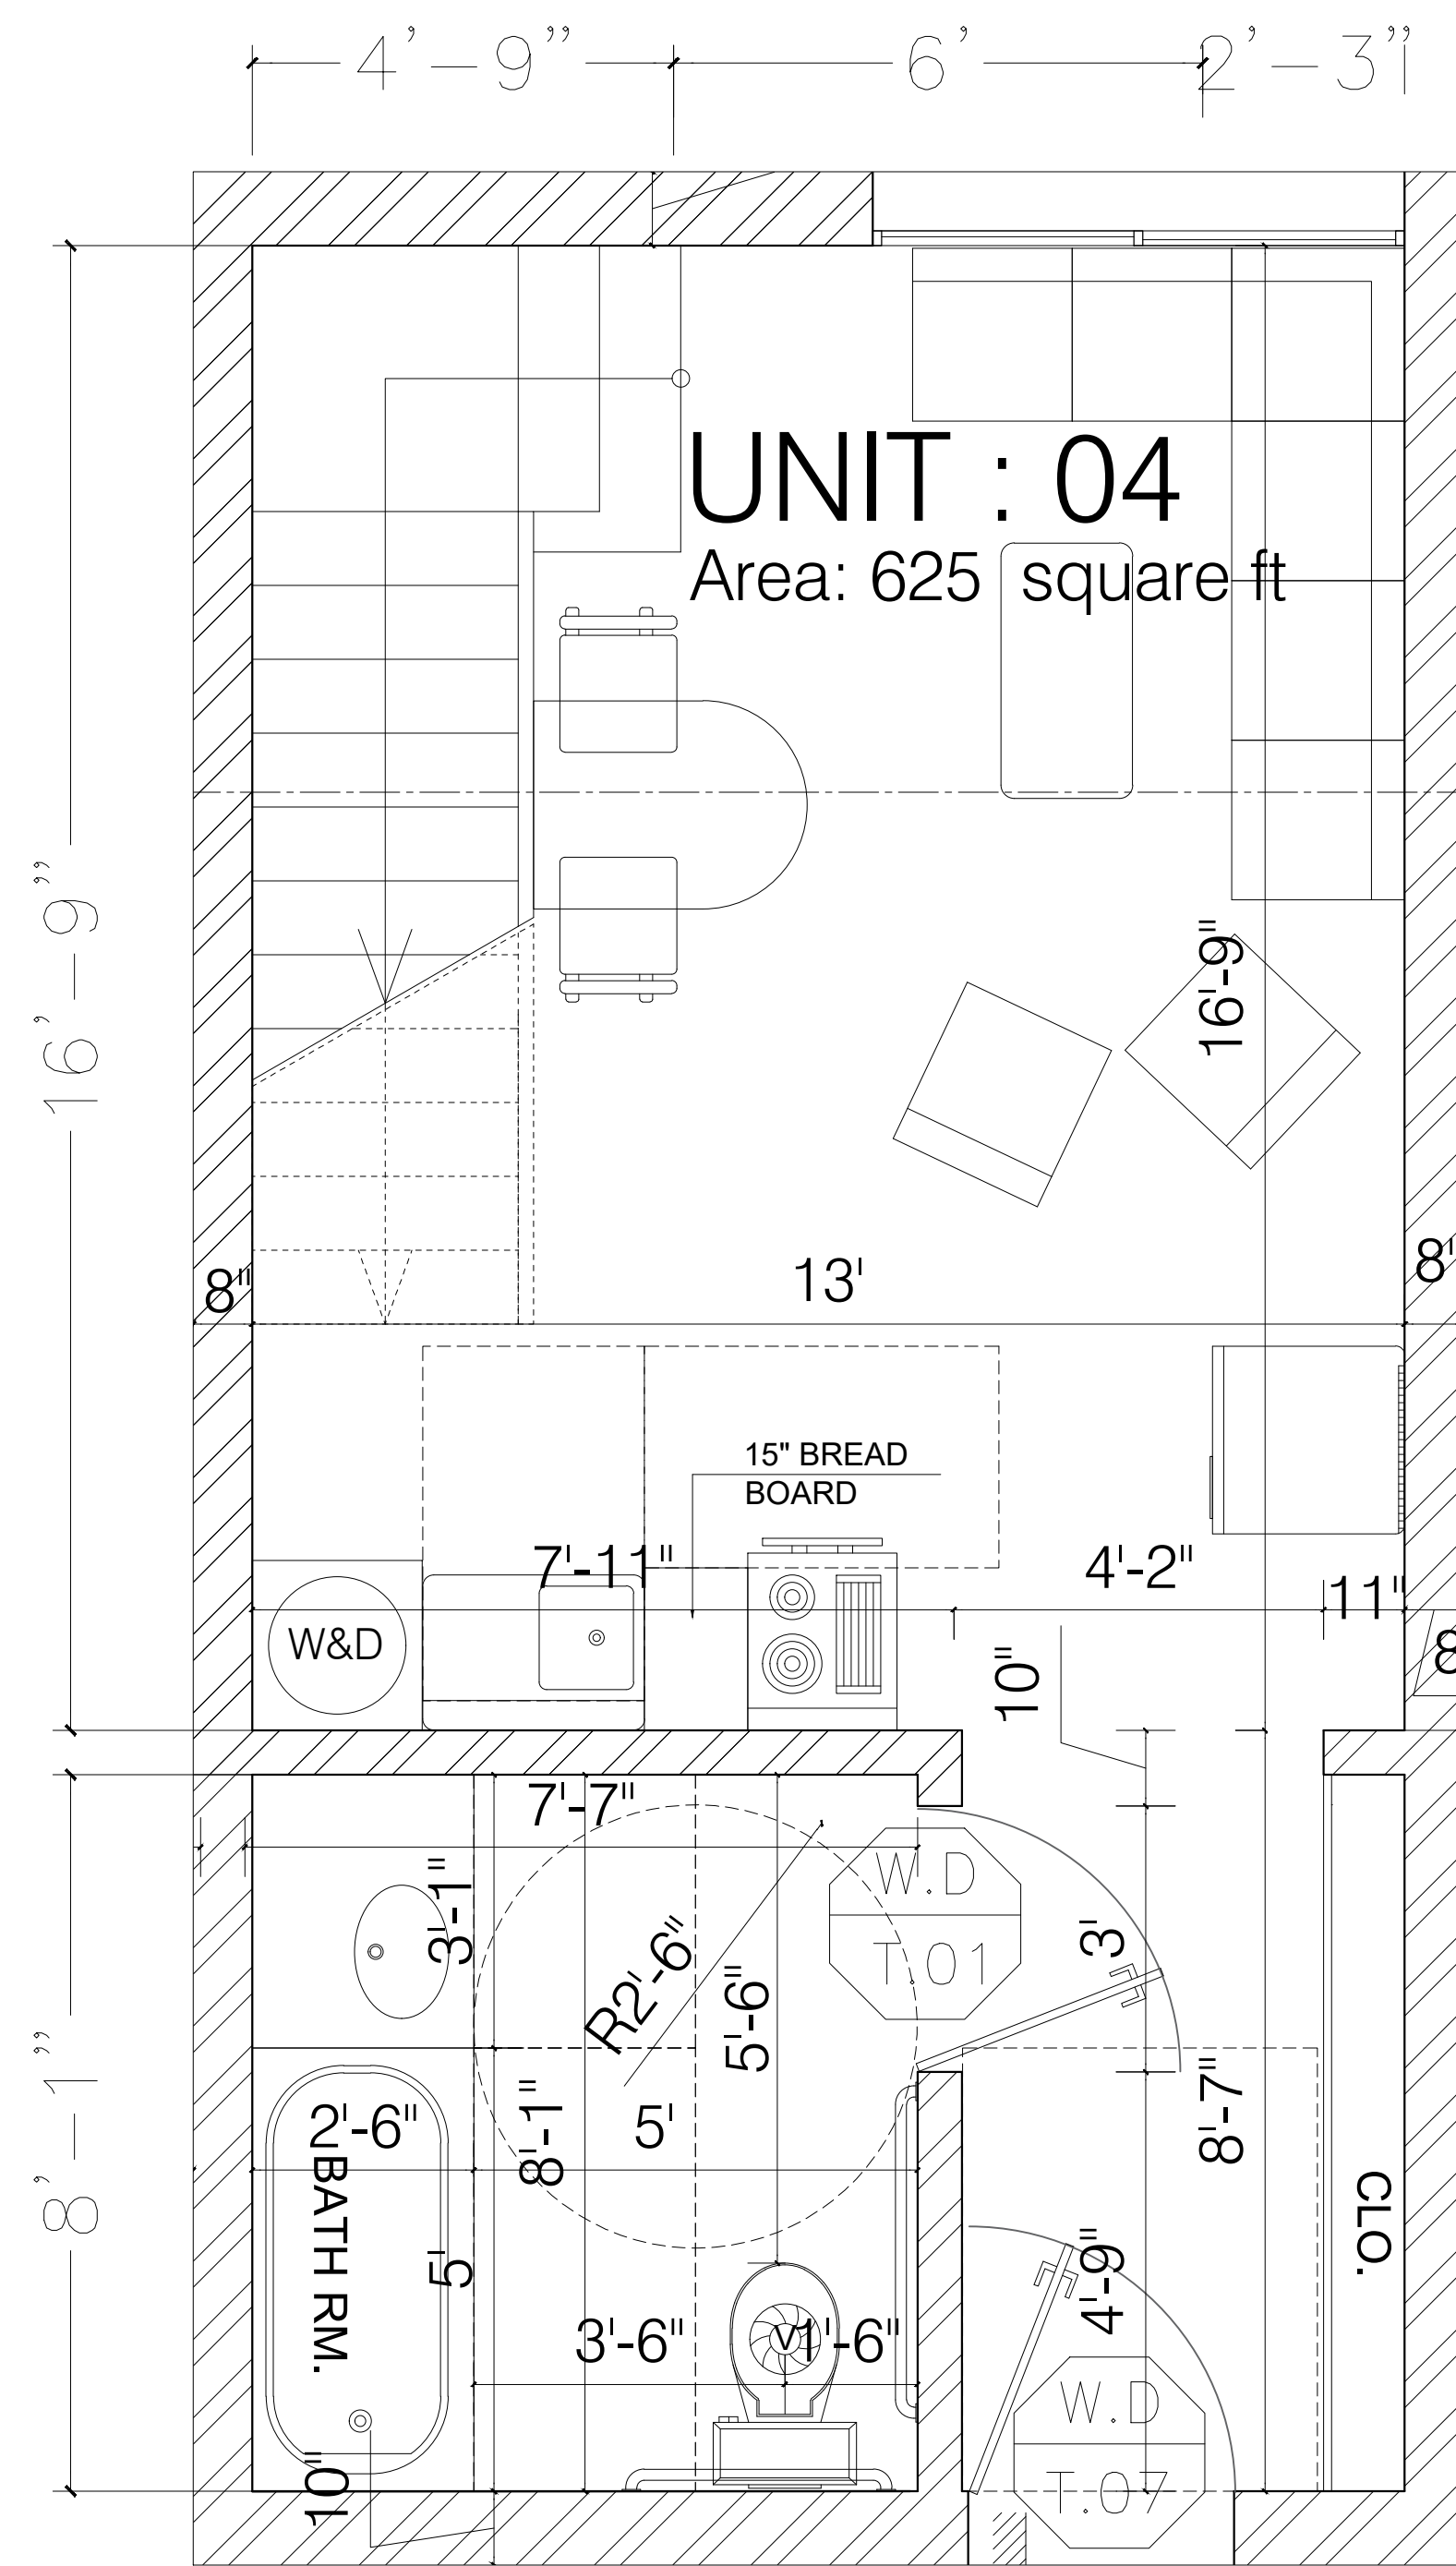 4'-9" 6' 2'-3"
UNIT : 04
Area: 625 square ft
16'-9"
16'-9"
8" 13' 8"
15" BREAD
BOARD
7'-11" 4'-2" 11"
W&D
10"
8
7'-7"
3'-1"
R2'-6"
5'-6"
W.D
T.01
3'
8'-1"
2'-6"
8'-1"
5'
8'-7"
BATH RM.
5'
4'-9"
CLO.
3'-6" V 1'-6"
W.D
T.07
10"